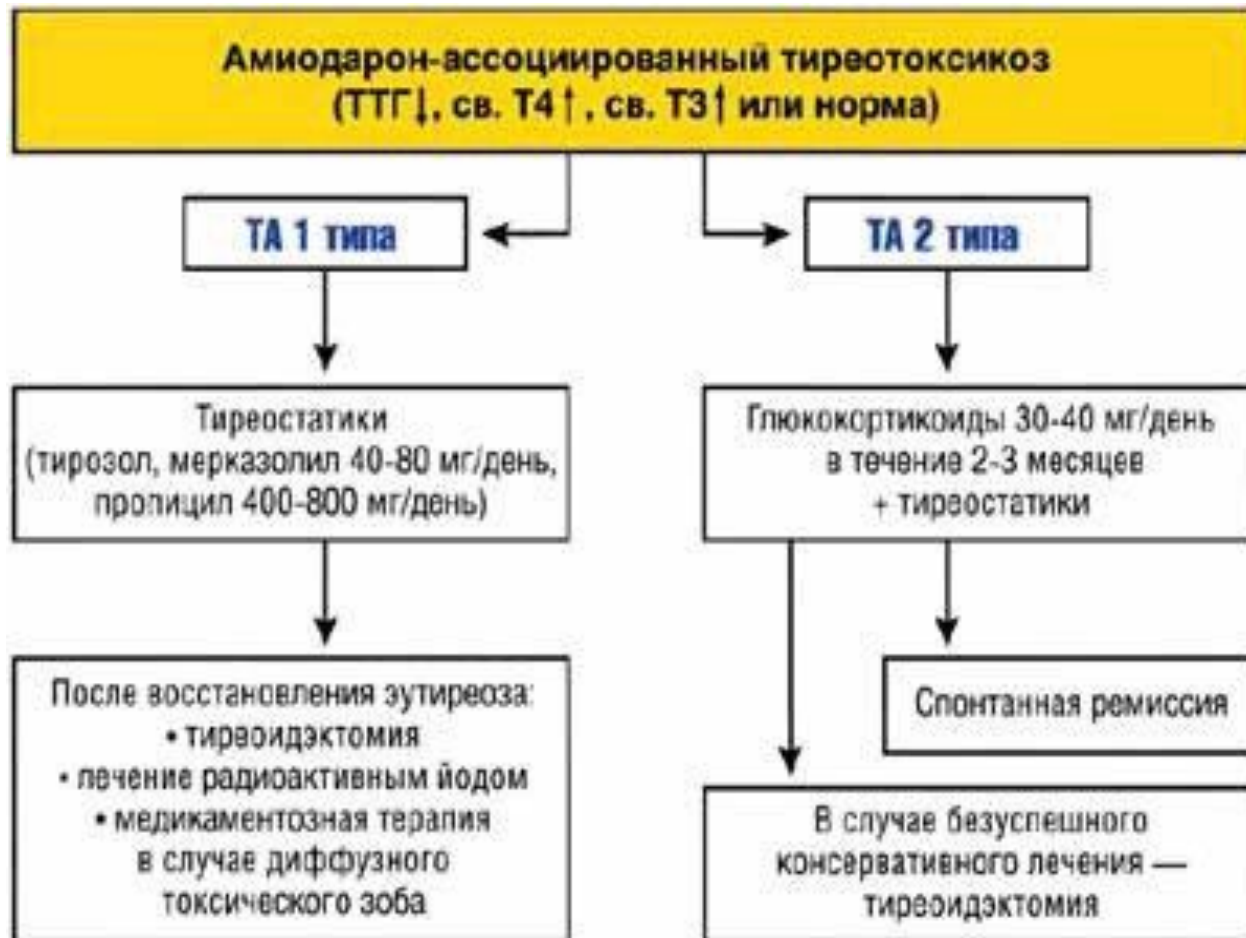 Амиодарон-ассоциированный тиреотоксикоз
(ТТГ↓, св. Т4↑, св. Т3↑ или норма)
ТА 1 типа
ТА 2 типа
Тиреостатики
(тирозол, мерказолил 40-80 мг/день,
пропицил 400-800 мг/день)
Глюкокортикоиды 30-40 мг/день
в течение 2-3 месяцев
+ тиреостатики
После восстановления эутиреоза:
• тиреоидэктомия
• лечение радиоактивным йодом
• медикаментозная терапия
в случае диффузного
токсического зоба
Спонтанная ремиссия
В случае безуспешного
консервативного лечения —
тиреоидэктомия